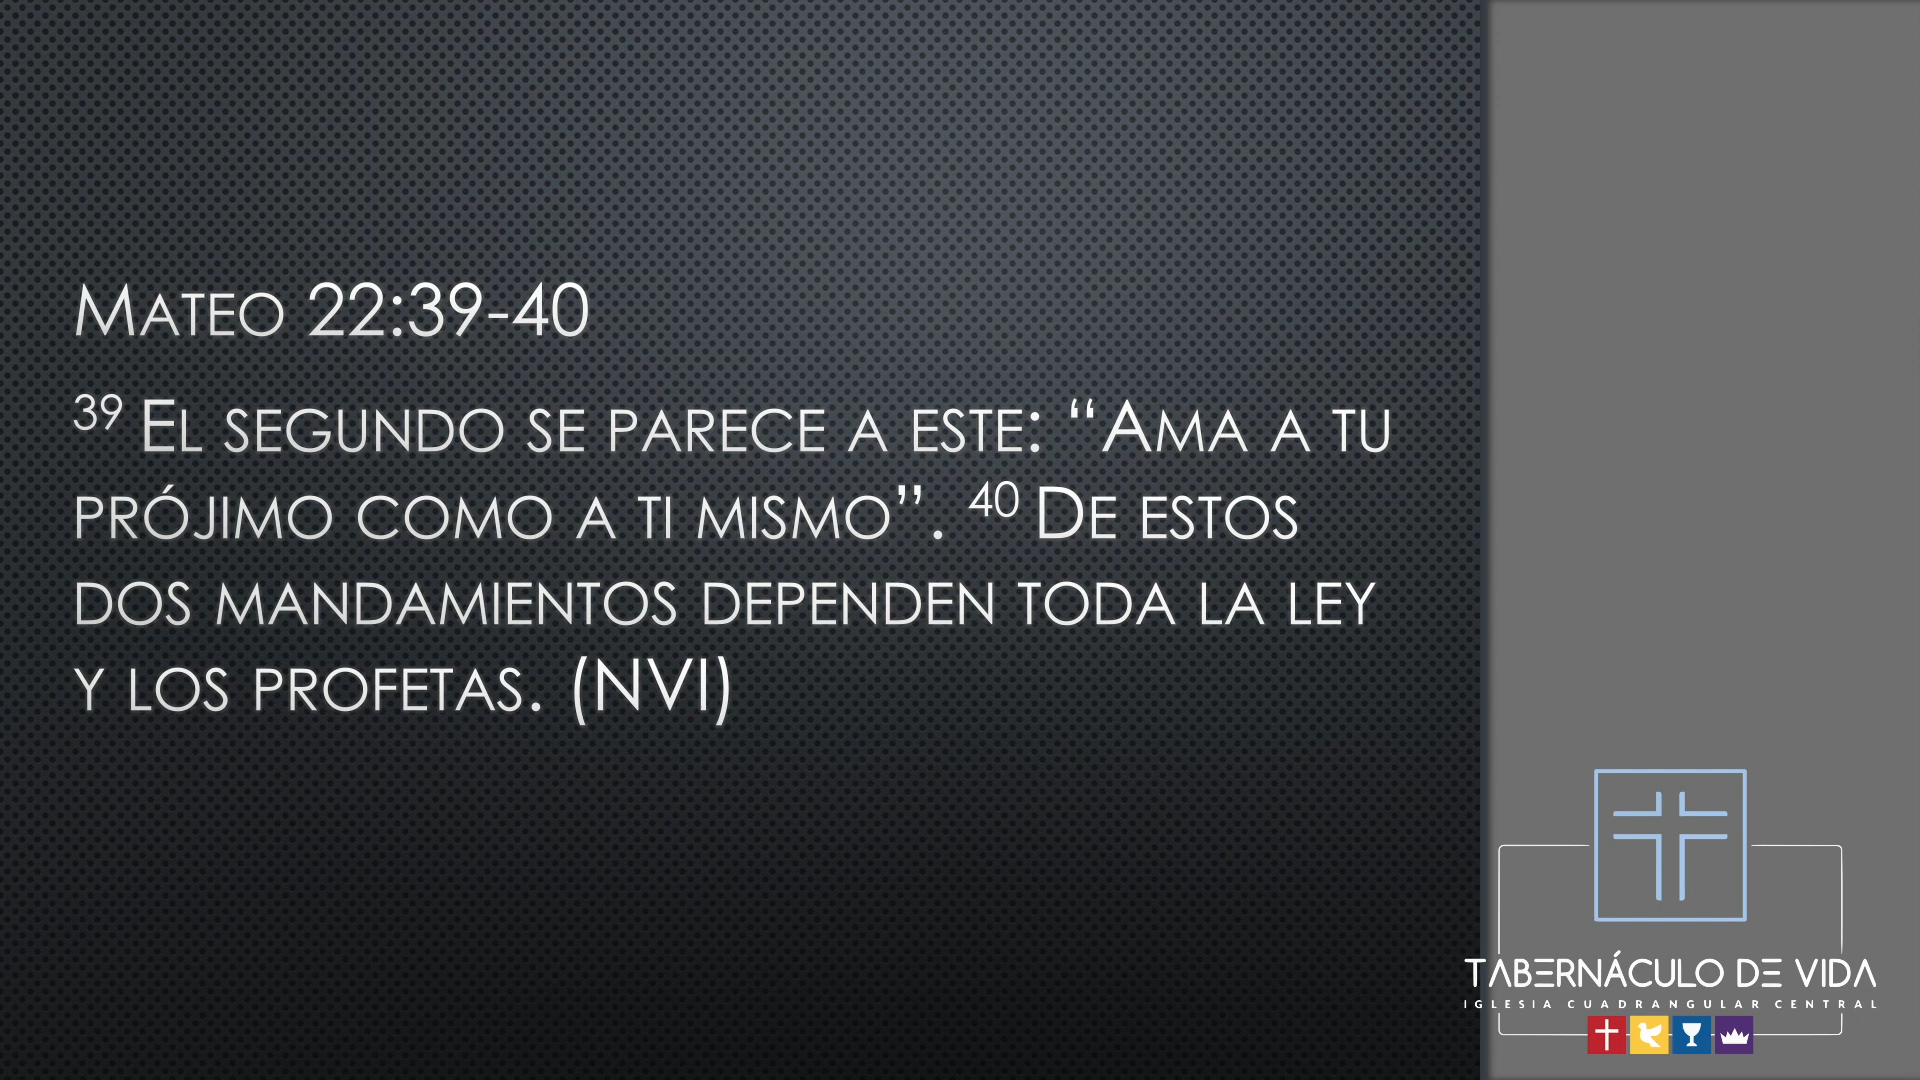 Mateo 22:39-40
39 El segundo se parece a este: “Ama a tu
prójimo como a ti mismo”. 40 De estos
dos mandamientos dependen toda la ley
y los profetas. (NVI)
TABERNÁCULO DE VIDA
IGLESIA CUADRANGULAR CENTRAL